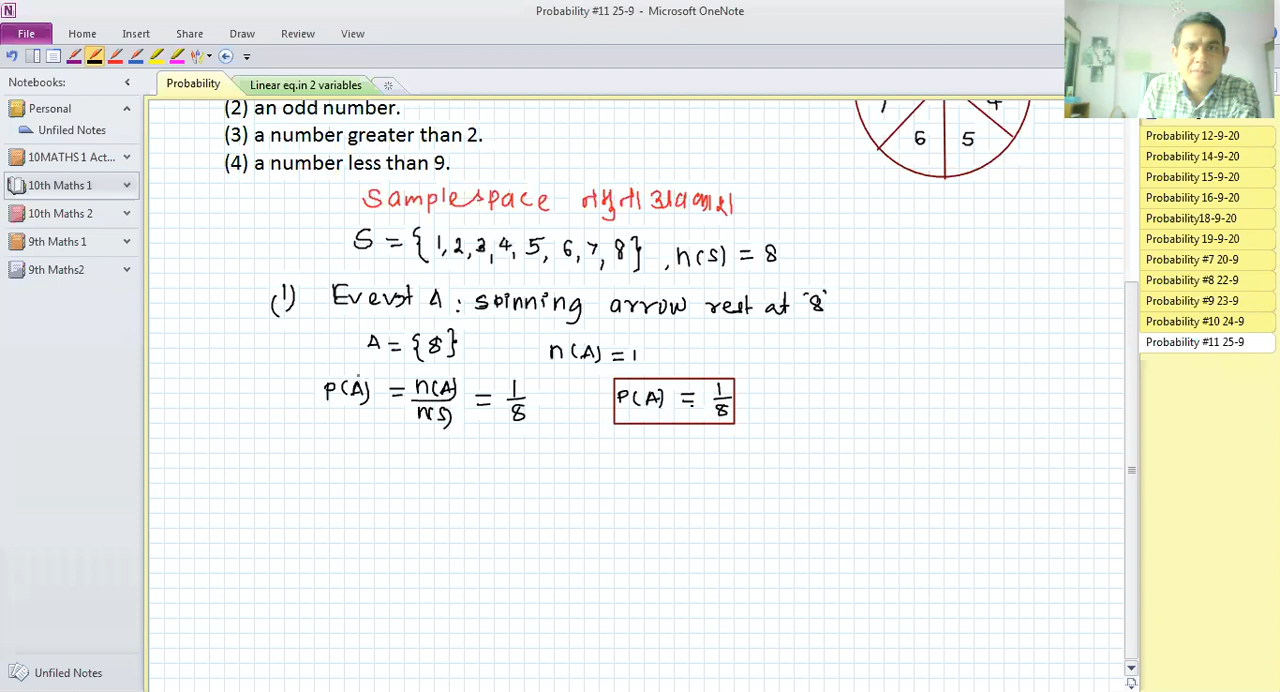 Probability #11 25-9 - Microsoft OneNote
File Home Insert Share Draw Review View
Notebooks:
Personal
Unfiled Notes
10MATHS 1 Act...
10th Maths 1
10th Maths 2
9th Maths 1
9th Maths2
Unfiled Notes
Probability Linear eq.in 2 variables
(2) an odd number.
(3) a number greater than 2.
(4) a number less than 9.
7 6 5 4
Samplespace
S = {1, 2, 3, 4, 5, 6, 7, 8} , n(S) = 8
(1) Evevst A : spinning arrow rest at '8'
A = {8} n(A) = 1
P(A) = n(A)/n(S) = 1/8 P(A) = 1/8
Probability 12-9-20
Probability 14-9-20
Probability 15-9-20
Probability 16-9-20
Probability18-9-20
Probability 19-9-20
Probability #7 20-9
Probability #8 22-9
Probability #9 23-9
Probability #10 24-9
Probability #11 25-9